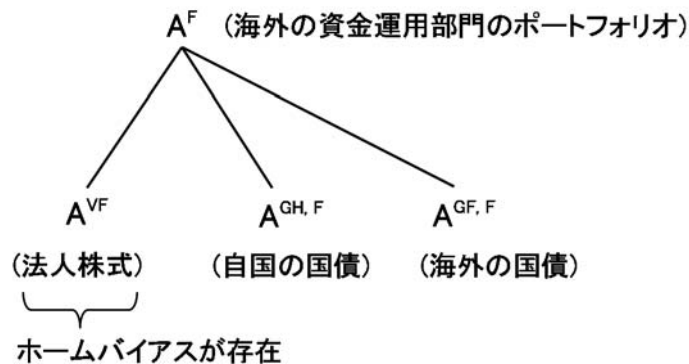 A^F (海外の資金運用部門のポートフォリオ)
A^VF A^GH, F A^GF, F
(法人株式) (自国の国債) (海外の国債)
ホームバイアスが存在